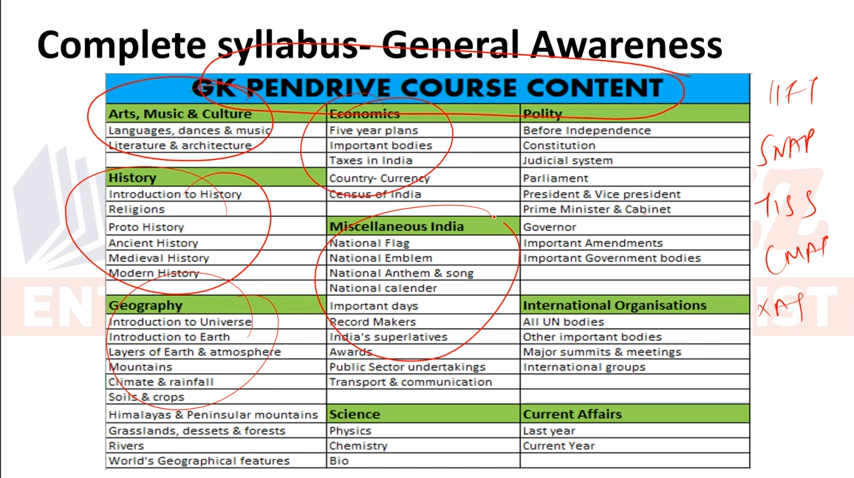 Complete syllabus- General Awareness
GK PENDRIVE COURSE CONTENT
Arts, Music & Culture
Languages, dances & music
Literature & architecture
History
Introduction to History
Religions
Proto History
Ancient History
Medieval History
Modern History
Geography
Introduction to Universe
Introduction to Earth
Layers of Earth & atmosphere
Mountains
Climate & rainfall
Soils & crops
Himalayas & Peninsular mountains
Grasslands, dessets & forests
Rivers
World's Geographical features
Economics
Five year plans
Important bodies
Taxes in India
Country- Currency
Census of India
Miscellaneous India
National Flag
National Emblem
National Anthem & song
National calender
Important days
Record Makers
India's superlatives
Awards
Public Sector undertakings
Transport & communication
Science
Physics
Chemistry
Bio
Polity
Before Independence
Constitution
Judicial system
Parliament
President & Vice president
Prime Minister & Cabinet
Governor
Important Amendments
Important Government bodies
International Organisations
All UN bodies
Other important bodies
Major summits & meetings
International groups
Current Affairs
Last year
Current Year
IIFT
SNAP
TISS
CMAT
XAT